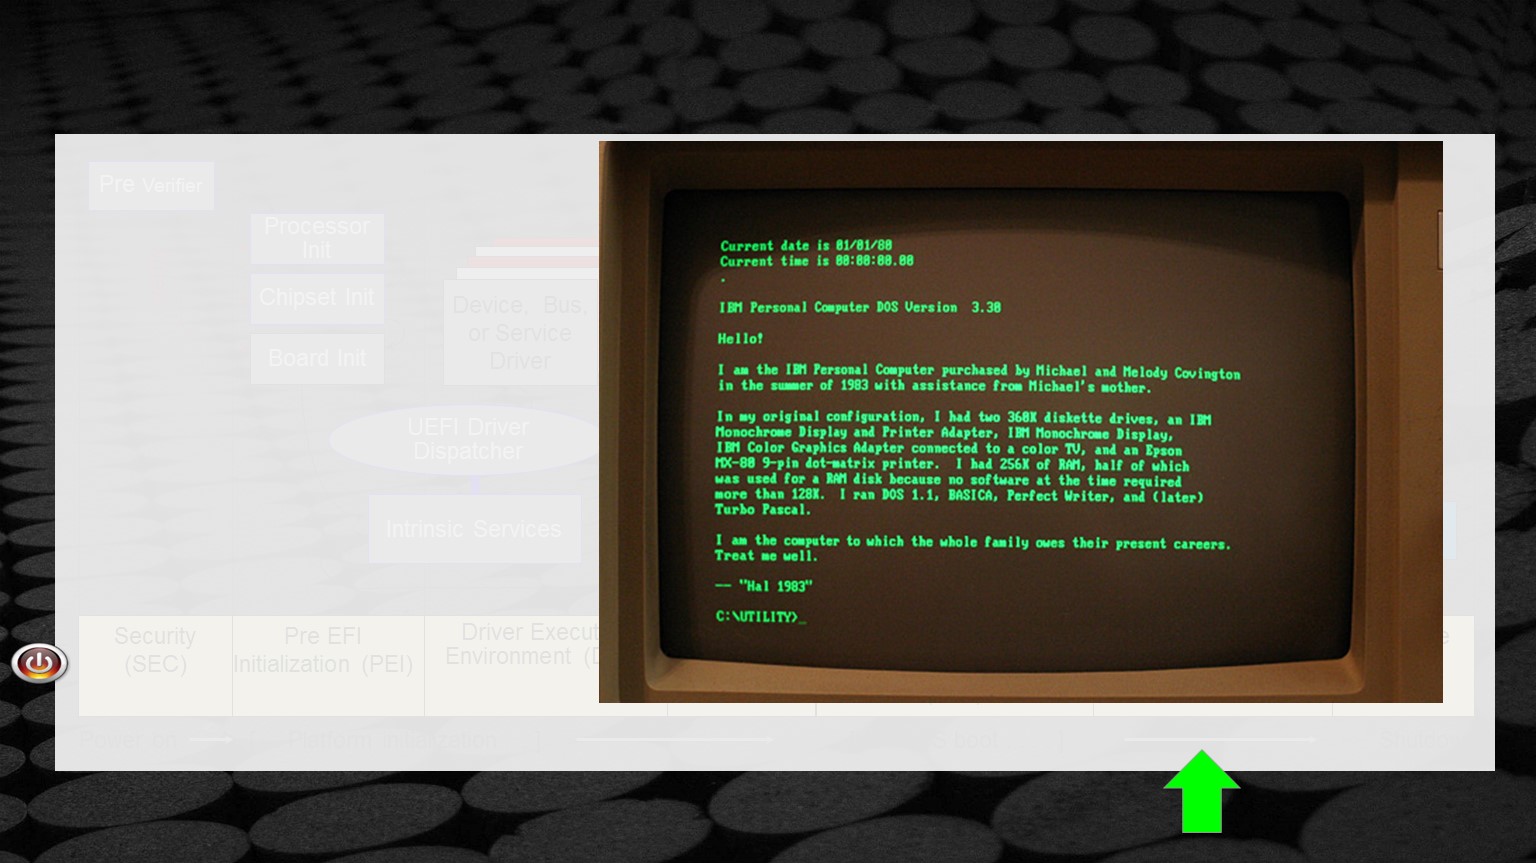 Pre Verifier
Processor
Init
Chipset Init
Board Init
Device, Bus,
or Service
Driver
UEFI Driver
Dispatcher
Intrinsic Services
Current date is 01/01/80
Current time is 00:00:00.00
.
IBM Personal Computer DOS Version 3.30
Hello!
I am the IBM Personal Computer purchased by Michael and Melody Covington
in the summer of 1983 with assistance from Michael's mother.
In my original configuration, I had two 360K diskette drives, an IBM
Monochrome Display and Printer Adapter, IBM Monochrome Display,
IBM Color Graphics Adapter connected to a color TV, and an Epson
MX-80 9-pin dot-matrix printer. I had 256K of RAM, half of which
was used for a RAM disk because no software at the time required
more than 128K. I ran DOS 1.1, BASICA, Perfect Writer, and (later)
Turbo Pascal.
I am the computer to which the whole family owes their present careers.
Treat me well.
-- "Hal 1983"
C:\UTILITY>_
Security
(SEC)
Pre EFI
Initialization (PEI)
Driver Execut
Environment (D
Power on
Platform initialization
boot